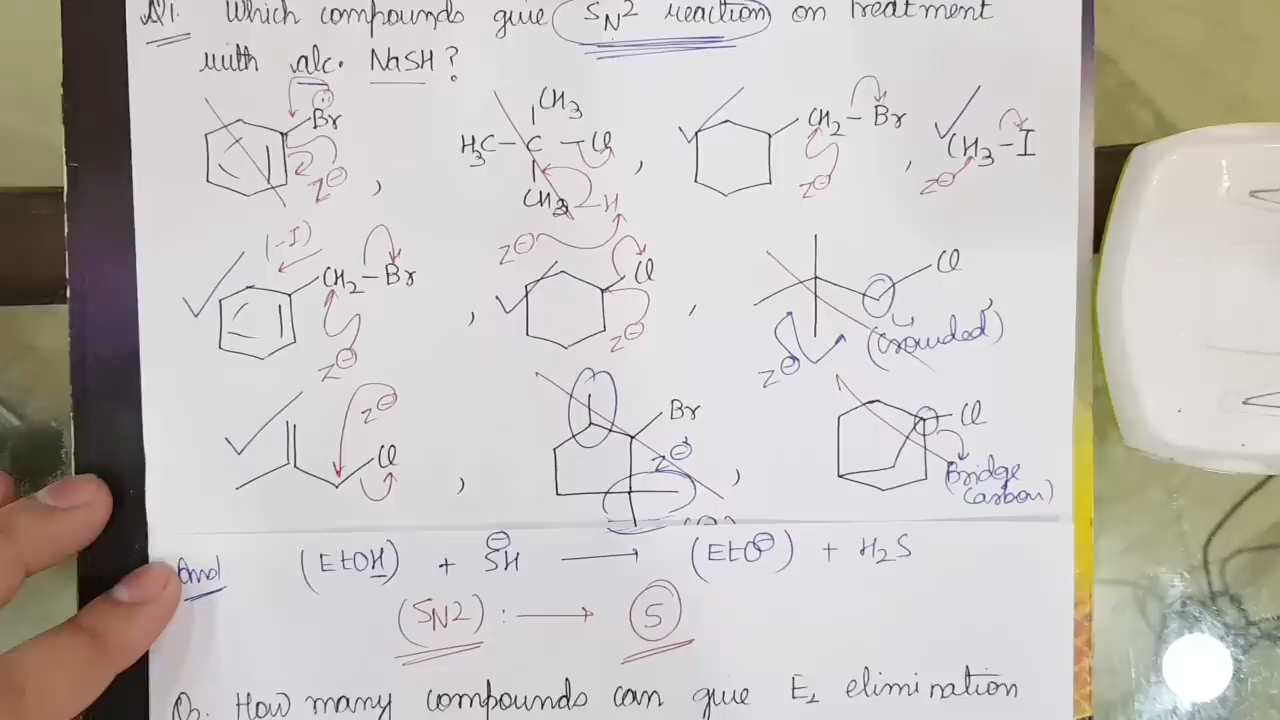 Q1. Which compounds give SN2 reaction on treatment
with alc. NaSH?
Br
Z⊖ ,
CH3
H3C-C-Cl ,
CH3 H
Z⊖
CH2-Br
Z⊖ ,
CH3-I
Z⊖
(-I)
CH2-Br
Z⊖ ,
Cl
Z⊖ ,
Cl
(crowded)
Z⊖
Z⊖
Cl ,
Br
Z⊖ ,
Cl
Bridge
carbon)
(EtOH) + ⊖SH ⟶ (EtO⊖) + H2S
(SN2) : ⟶ 5
Q. How many compounds can give E2 elimination